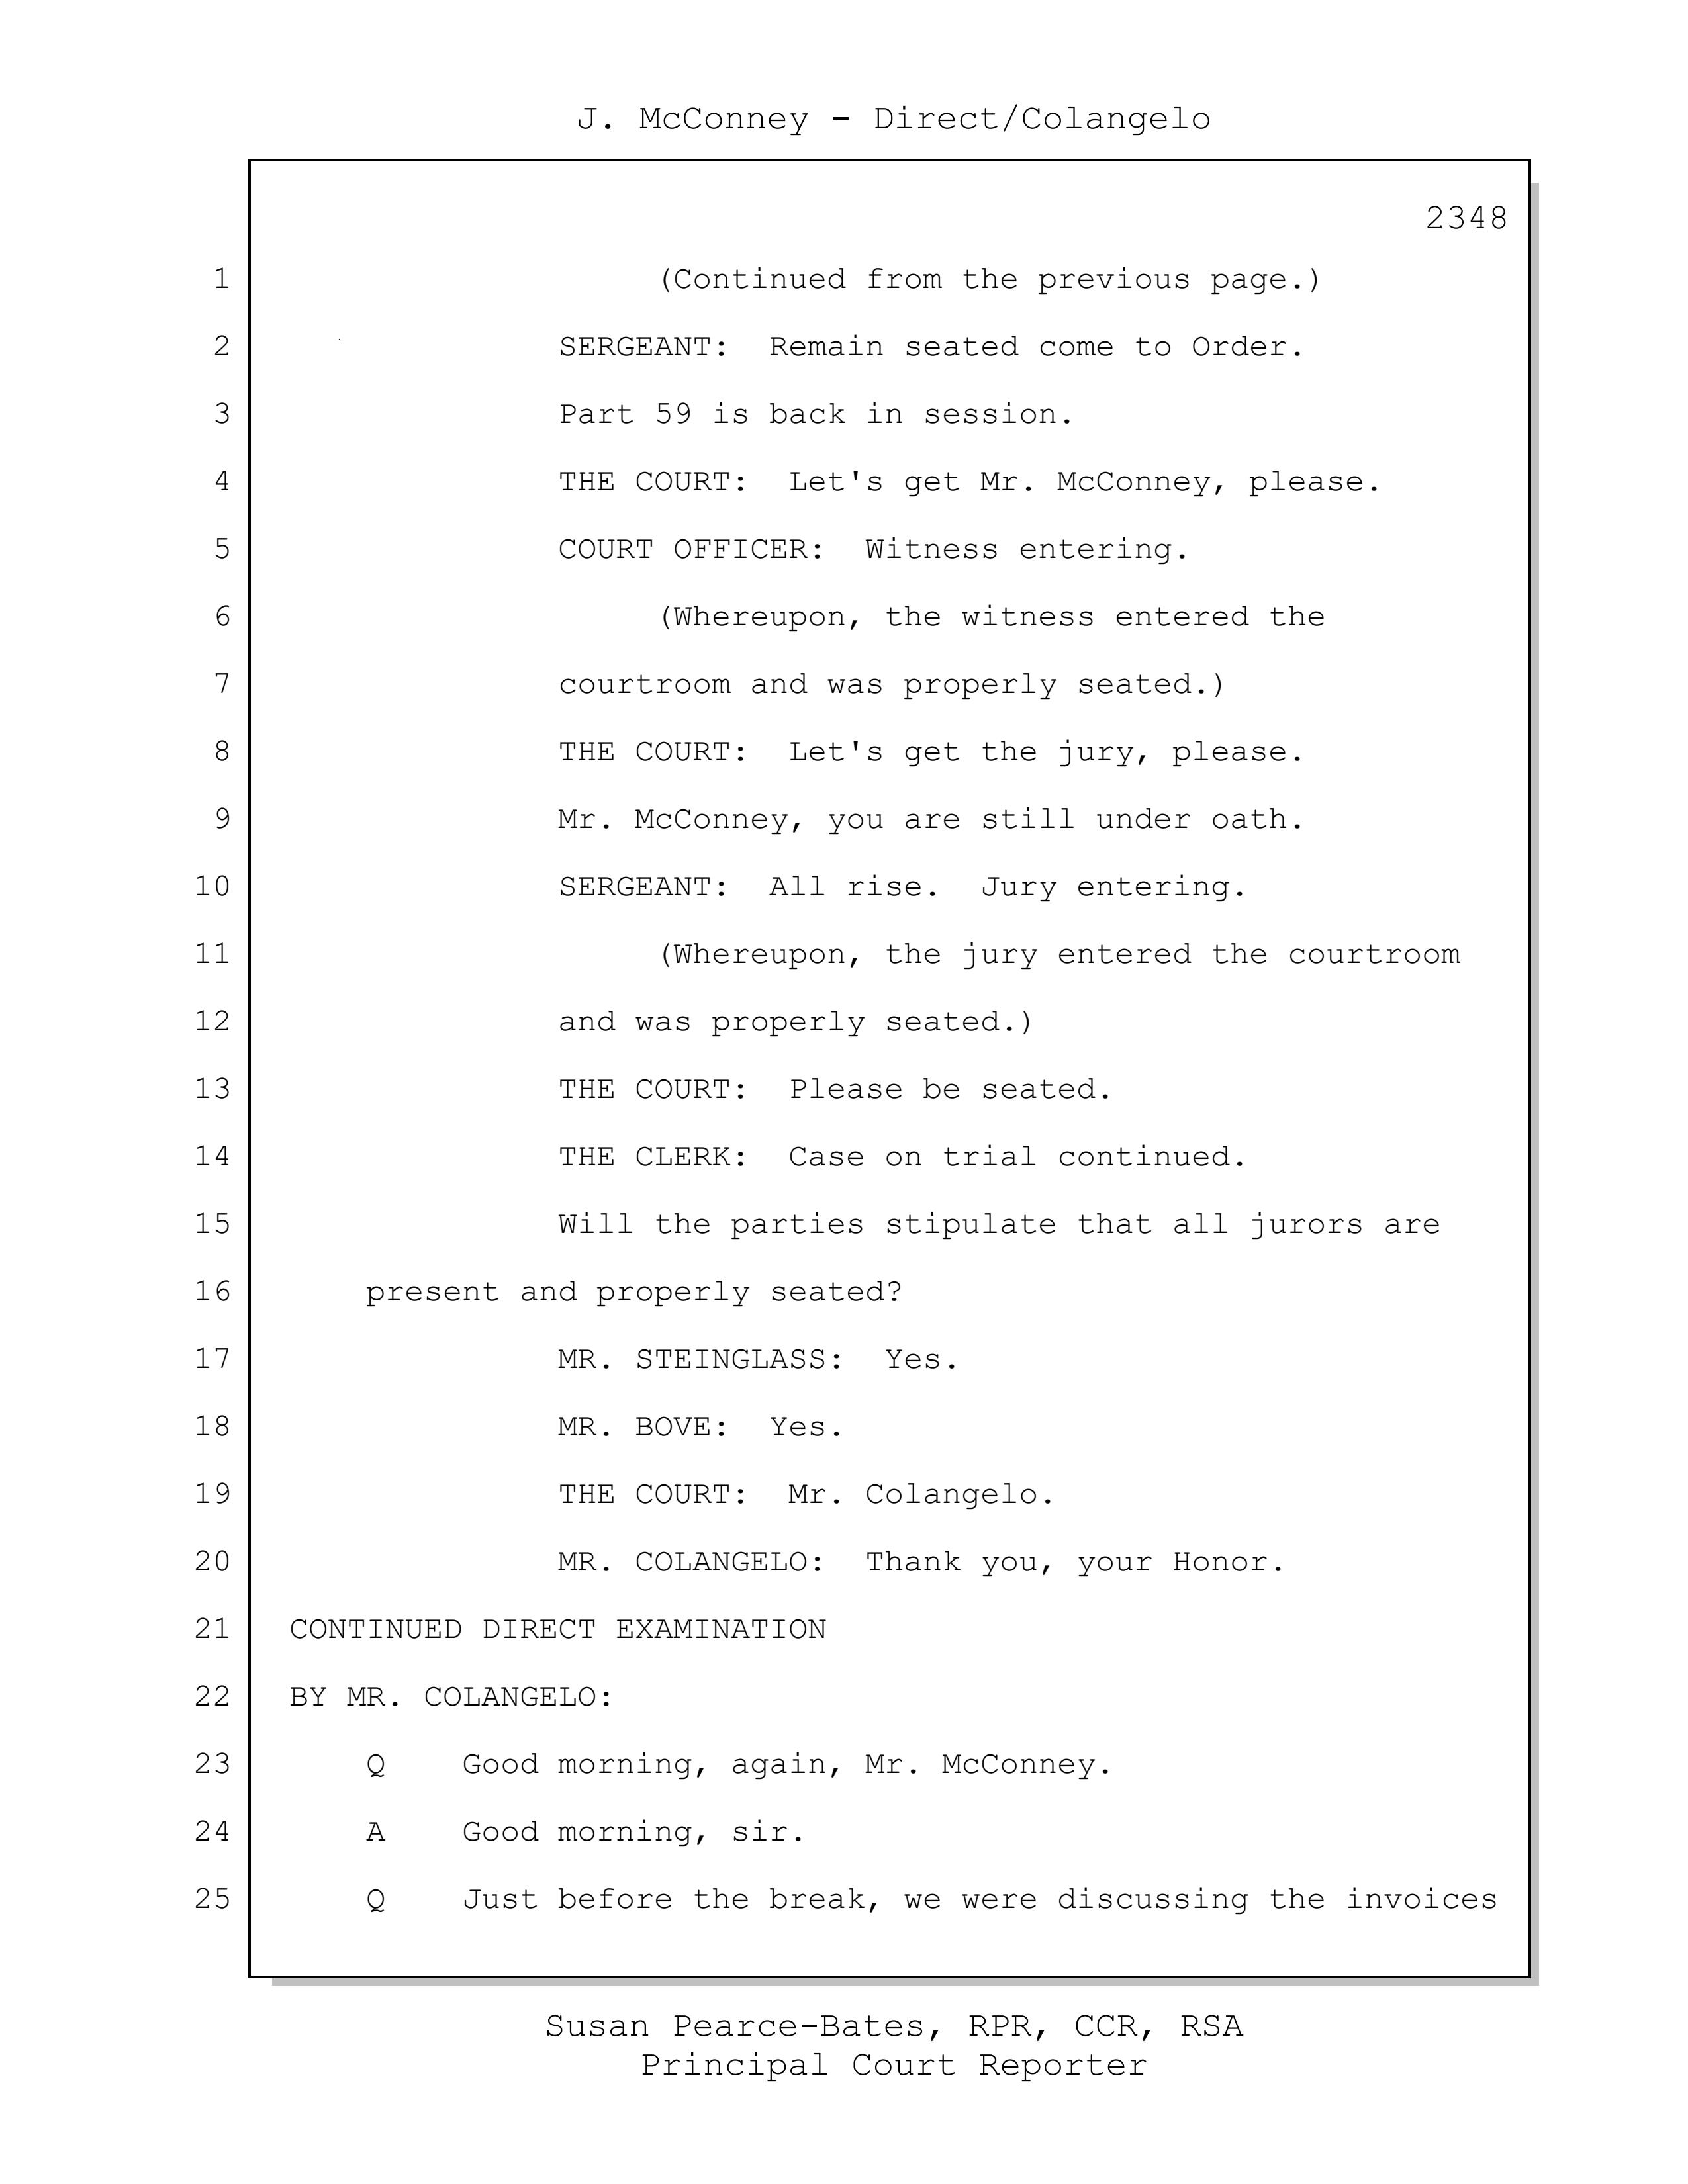 J. McConney - Direct/Colangelo
2348
1 (Continued from the previous page.)
2 SERGEANT: Remain seated come to Order.
3 Part 59 is back in session.
4 THE COURT: Let's get Mr. McConney, please.
5 COURT OFFICER: Witness entering.
6 (Whereupon, the witness entered the
7 courtroom and was properly seated.)
8 THE COURT: Let's get the jury, please.
9 Mr. McConney, you are still under oath.
10 SERGEANT: All rise. Jury entering.
11 (Whereupon, the jury entered the courtroom
12 and was properly seated.)
13 THE COURT: Please be seated.
14 THE CLERK: Case on trial continued.
15 Will the parties stipulate that all jurors are
16 present and properly seated?
17 MR. STEINGLASS: Yes.
18 MR. BOVE: Yes.
19 THE COURT: Mr. Colangelo.
20 MR. COLANGELO: Thank you, your Honor.
21 CONTINUED DIRECT EXAMINATION
22 BY MR. COLANGELO:
23 Q Good morning, again, Mr. McConney.
24 A Good morning, sir.
25 Q Just before the break, we were discussing the invoices
Susan Pearce-Bates, RPR, CCR, RSA
Principal Court Reporter